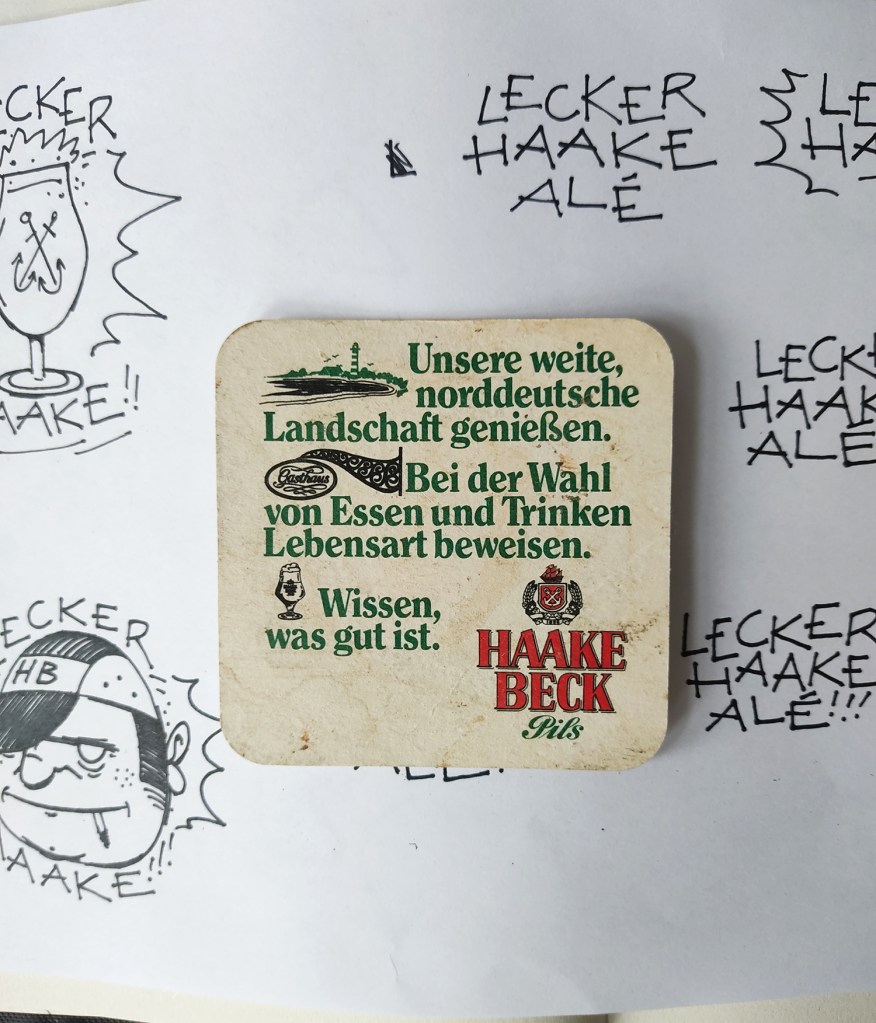 LECKER
HAAKE
ALÉ
HAAKE!!
Unsere weite,
norddeutsche
Landschaft genießen.
Gasthaus
Bei der Wahl
von Essen und Trinken
Lebensart beweisen.
Wissen,
was gut ist.
HAAKE
BECK
Pils
LECKER
HB
HAAKE!!!
LECKER
HAAKE
ALÉ!!!